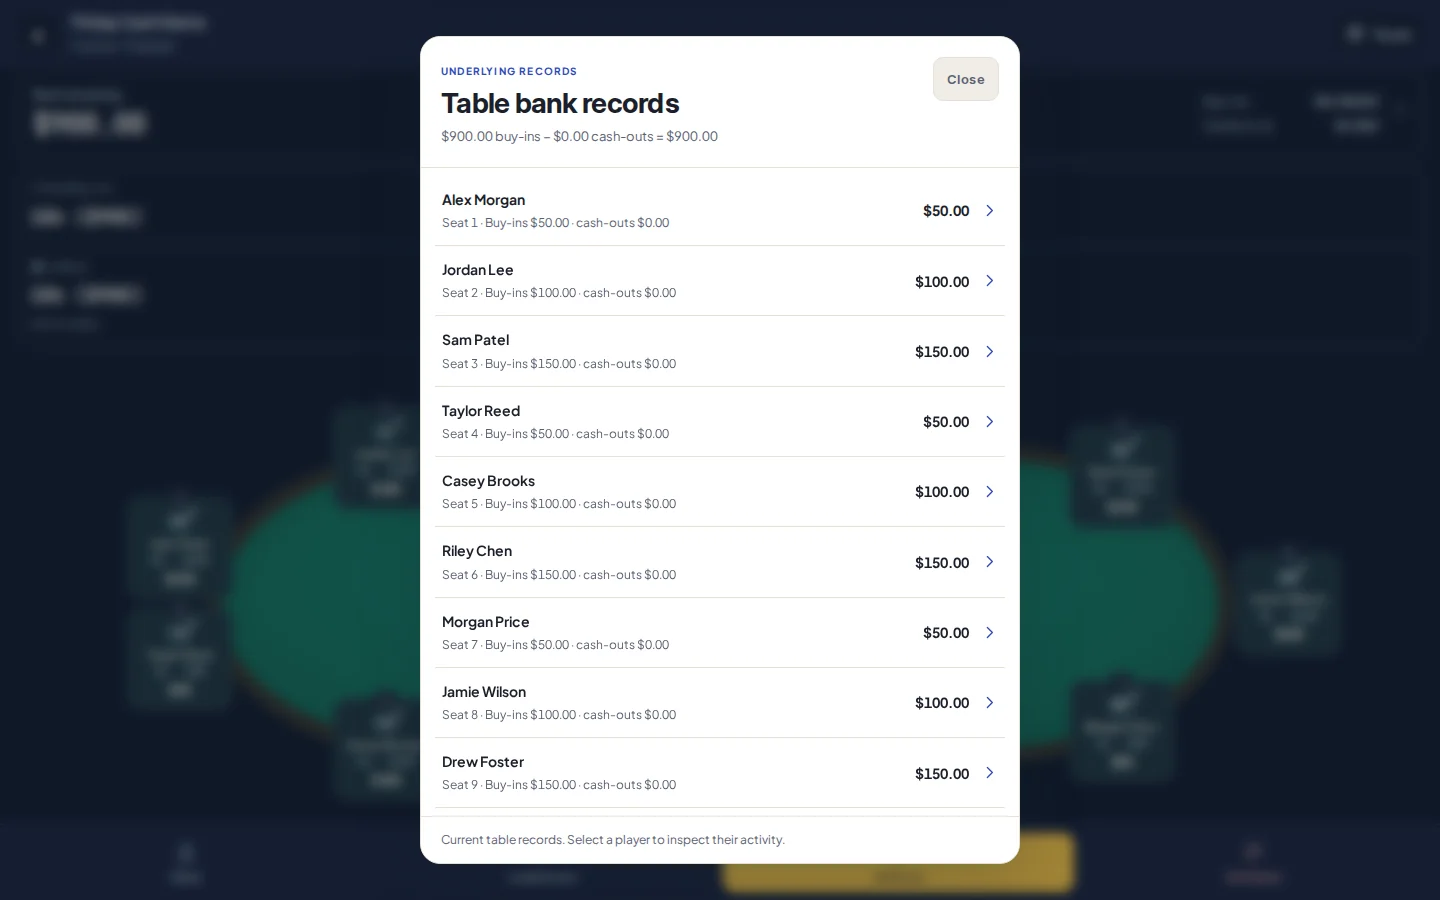 UNDERLYING RECORDS
Table bank records
Close
$900.00 buy-ins – $0.00 cash-outs = $900.00
Alex Morgan
Seat 1 · Buy-ins $50.00 · cash-outs $0.00
$50.00
Jordan Lee
Seat 2 · Buy-ins $100.00 · cash-outs $0.00
$100.00
Sam Patel
Seat 3 · Buy-ins $150.00 · cash-outs $0.00
$150.00
Taylor Reed
Seat 4 · Buy-ins $50.00 · cash-outs $0.00
$50.00
Casey Brooks
Seat 5 · Buy-ins $100.00 · cash-outs $0.00
$100.00
Riley Chen
Seat 6 · Buy-ins $150.00 · cash-outs $0.00
$150.00
Morgan Price
Seat 7 · Buy-ins $50.00 · cash-outs $0.00
$50.00
Jamie Wilson
Seat 8 · Buy-ins $100.00 · cash-outs $0.00
$100.00
Drew Foster
Seat 9 · Buy-ins $150.00 · cash-outs $0.00
$150.00
Current table records. Select a player to inspect their activity.
$900.00